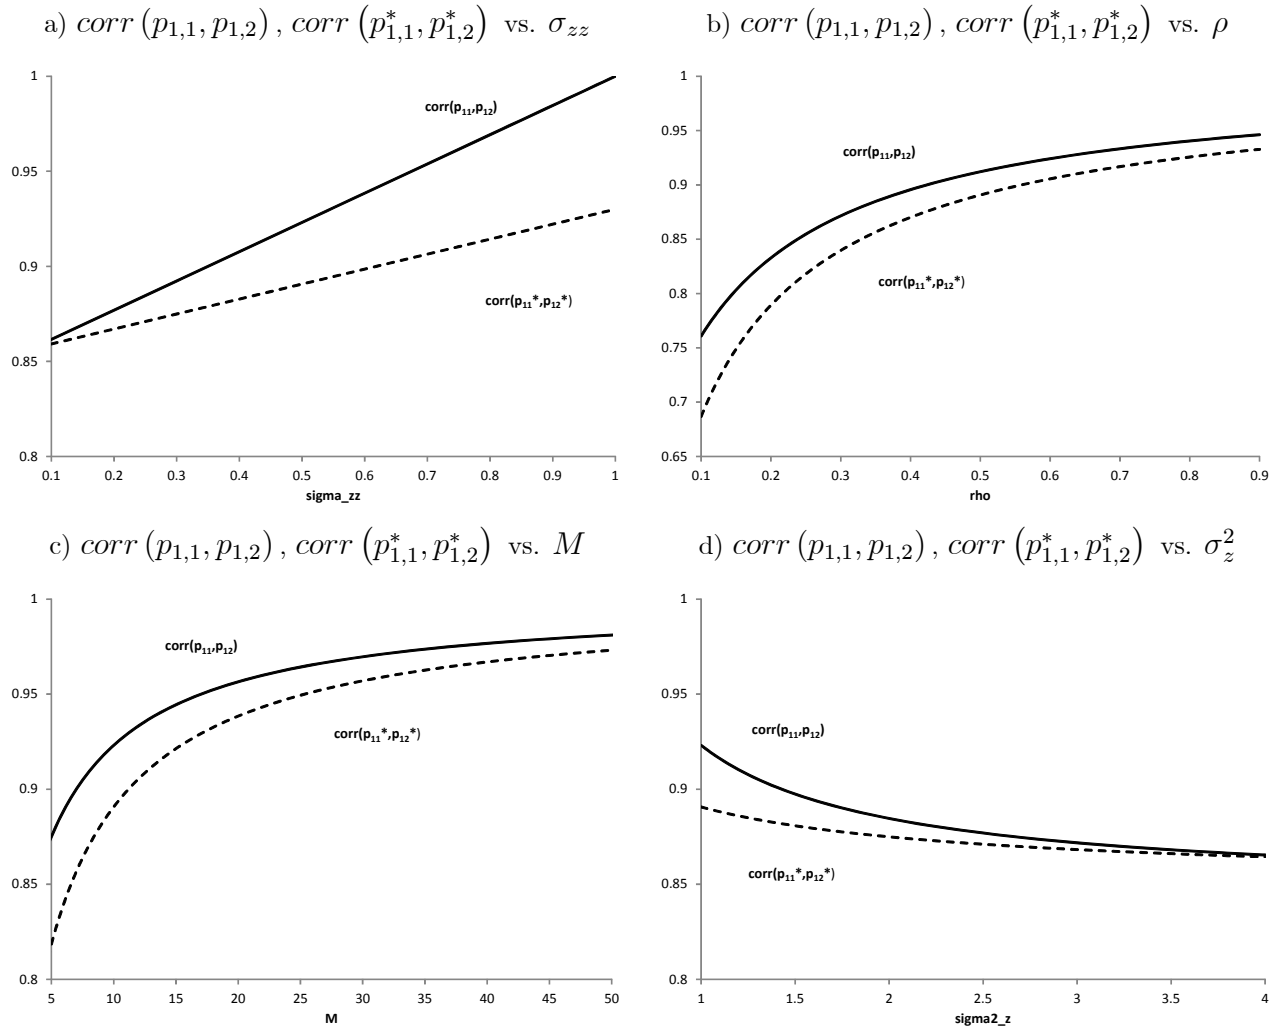 a) corr (p₁,₁, p₁,₂) , corr (p*₁,₁, p*₁,₂) vs. σ_zz
1
0.95
0.9
0.85
0.8
corr(p₁₁,p₁₂)
corr(p₁₁*,p₁₂*)
0.1 0.2 0.3 0.4 0.5 0.6 0.7 0.8 0.9 1
sigma_zz
b) corr (p₁,₁, p₁,₂) , corr (p*₁,₁, p*₁,₂) vs. ρ
1
0.95
0.9
0.85
0.8
0.75
0.7
0.65
corr(p₁₁,p₁₂)
corr(p₁₁*,p₁₂*)
0.1 0.2 0.3 0.4 0.5 0.6 0.7 0.8 0.9
rho
c) corr (p₁,₁, p₁,₂) , corr (p*₁,₁, p*₁,₂) vs. M
1
0.95
0.9
0.85
0.8
corr(p₁₁,p₁₂)
corr(p₁₁*,p₁₂*)
5 10 15 20 25 30 35 40 45 50
M
d) corr (p₁,₁, p₁,₂) , corr (p*₁,₁, p*₁,₂) vs. σ²_z
1
0.95
0.9
0.85
0.8
corr(p₁₁,p₁₂)
corr(p₁₁*,p₁₂*)
1 1.5 2 2.5 3 3.5 4
sigma2_z